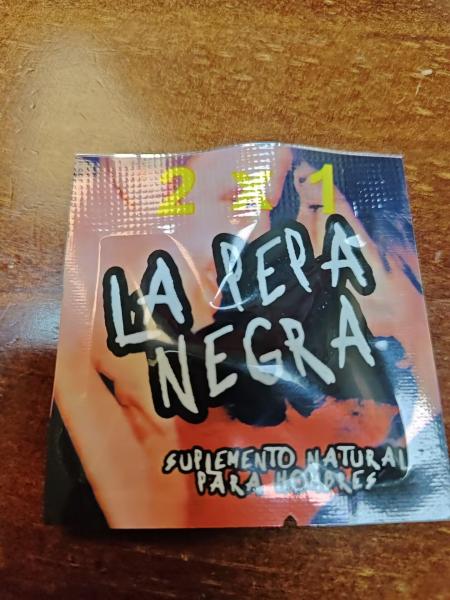 2 x 1
LA PEPA
NEGRA
SUPLEMENTO NATURAL
PARA HOMBRES